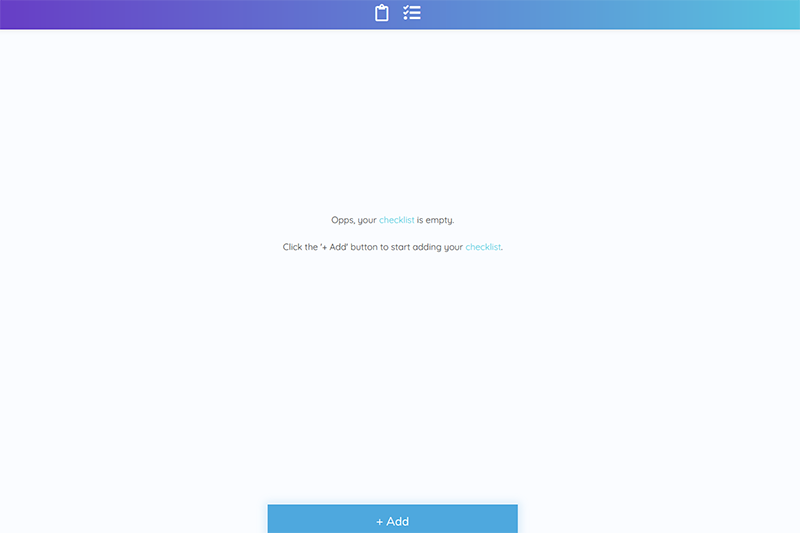 Opps, your checklist is empty.
Click the '+ Add' button to start adding your checklist.
+ Add